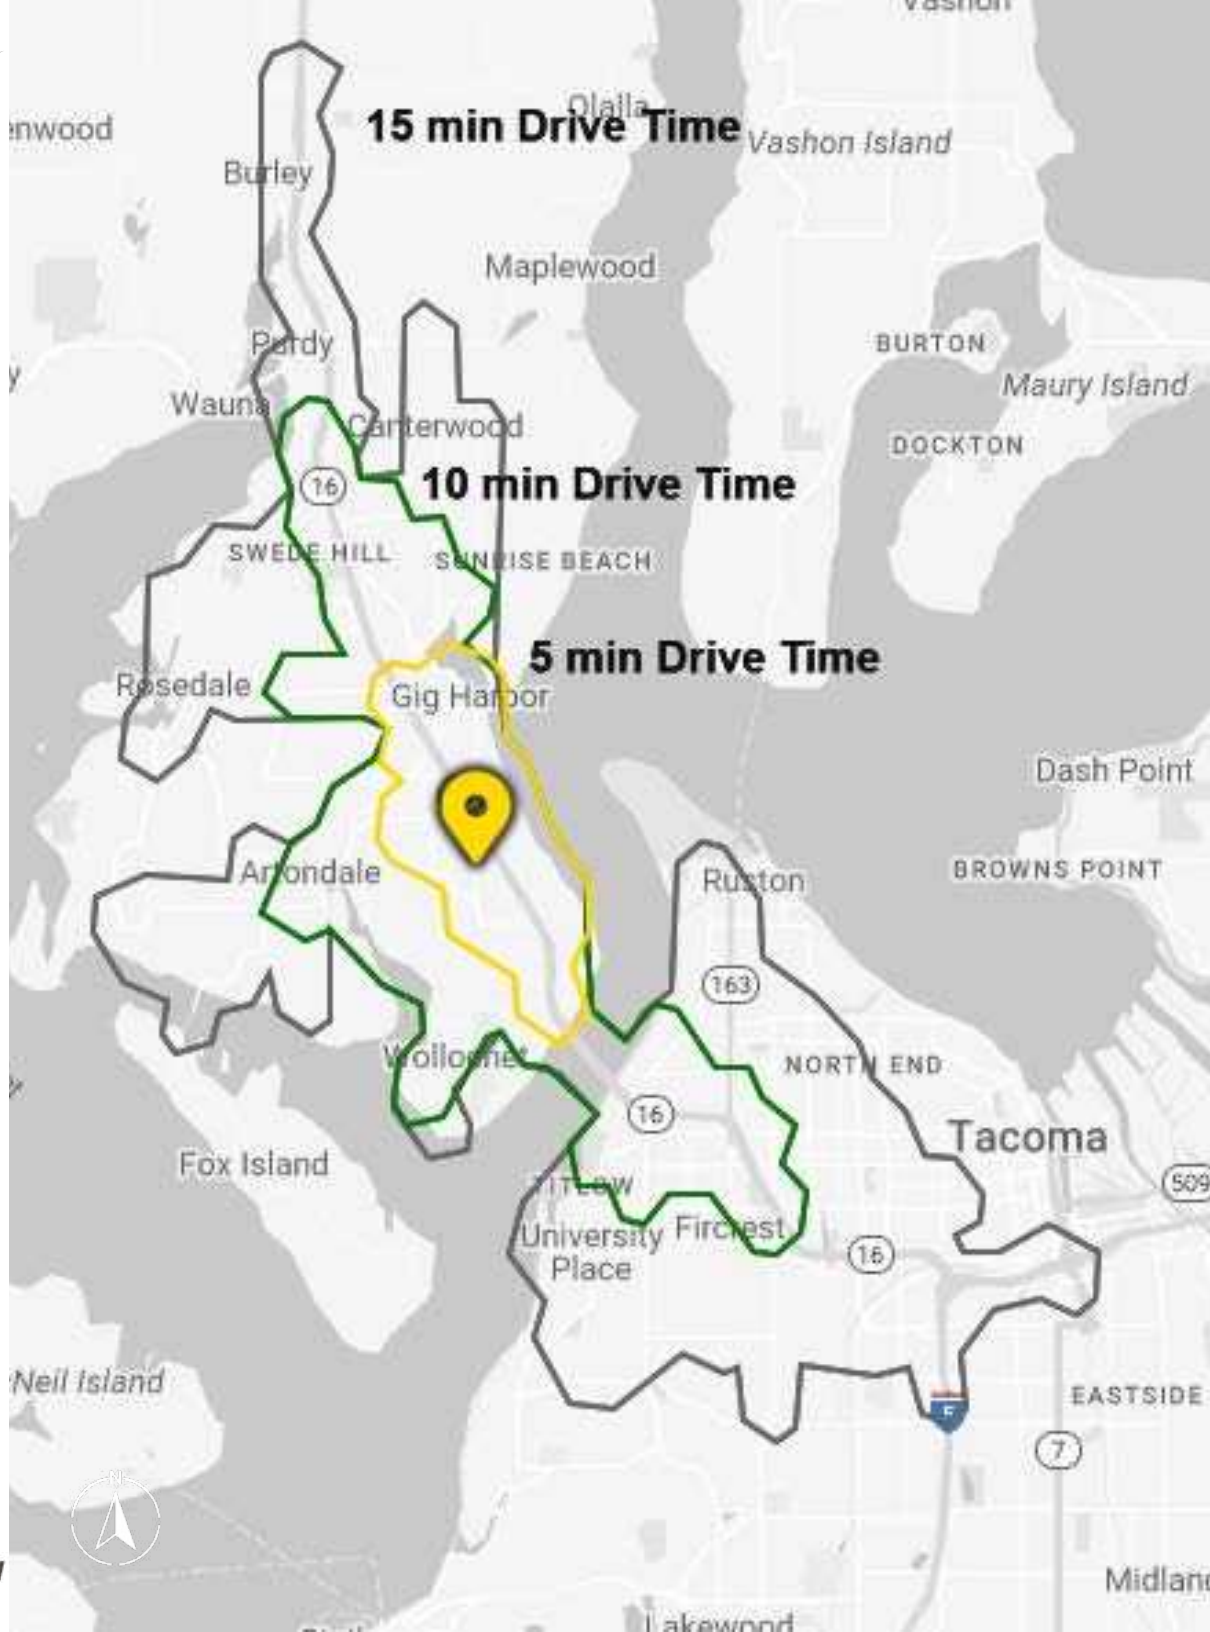 Vashon
Olalla
15 min Drive Time
enwood
Vashon Island
Burley
Maplewood
Purdy
BURTON
y
Maury Island
Wauna
Canterwood
DOCKTON
16
10 min Drive Time
SWEDE HILL
SUNRISE BEACH
5 min Drive Time
Rosedale
Gig Harbor
Dash Point
Artondale
Ruston
BROWNS POINT
163
Wollochet
NORTH END
16
Tacoma
Fox Island
TITLOW
509
University
Place
Fircrest
16
Neil Island
EASTSIDE
5
7
N
Midland
Lakewood